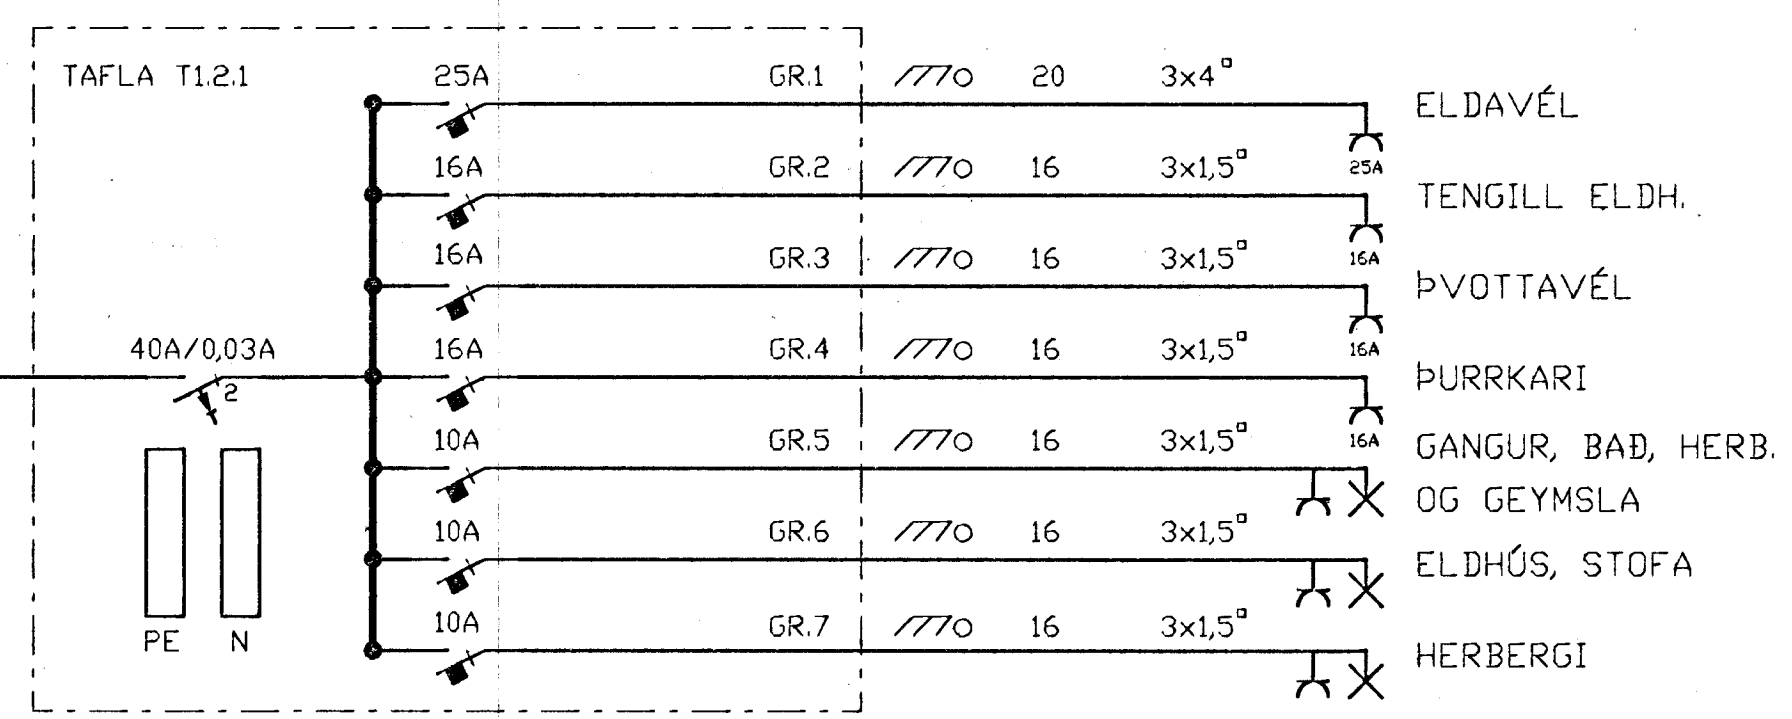 TAFLA T1.2.1 25A GR.1 20 3x4▫ ELDAVÉL
25A
16A GR.2 16 3x1,5▫ TENGILL ELDH.
16A
16A GR.3 16 3x1,5▫ ÞVOTTAVÉL
16A
40A/0,03A 16A GR.4 16 3x1,5▫ ÞURRKARI
2
16A
10A GR.5 16 3x1,5▫ GANGUR, BAÐ, HERB.
OG GEYMSLA
10A GR.6 16 3x1,5▫ ELDHÚS, STOFA
10A GR.7 16 3x1,5▫ HERBERGI
PE N